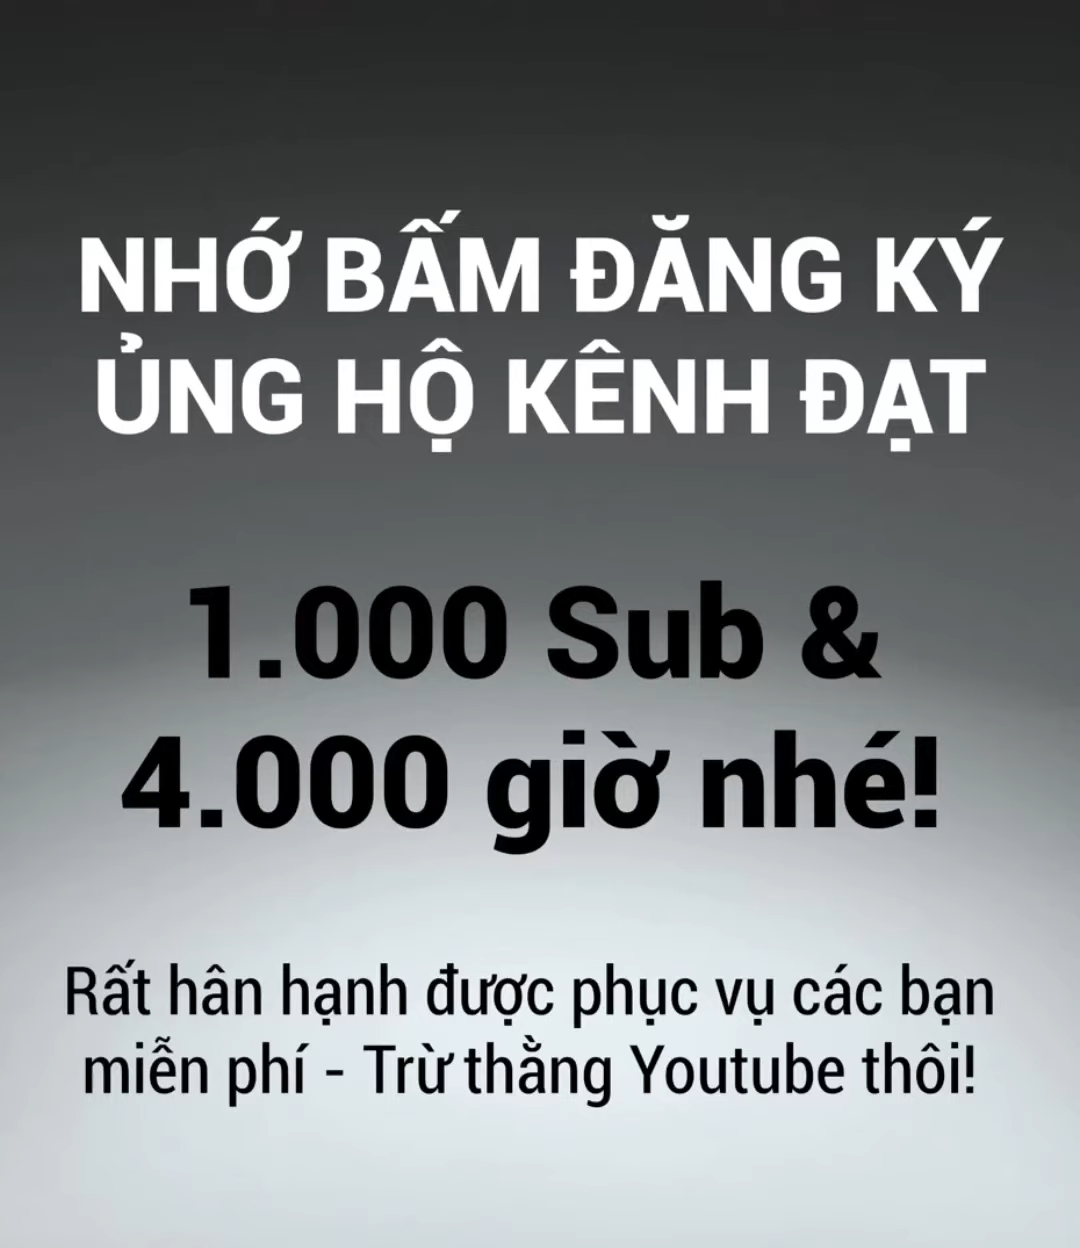 NHỚ BẤM ĐĂNG KÝ
ỦNG HỘ KÊNH ĐẠT
1.000 Sub &
4.000 giờ nhé!
Rất hân hạnh được phục vụ các bạn
miễn phí - Trừ thằng Youtube thôi!